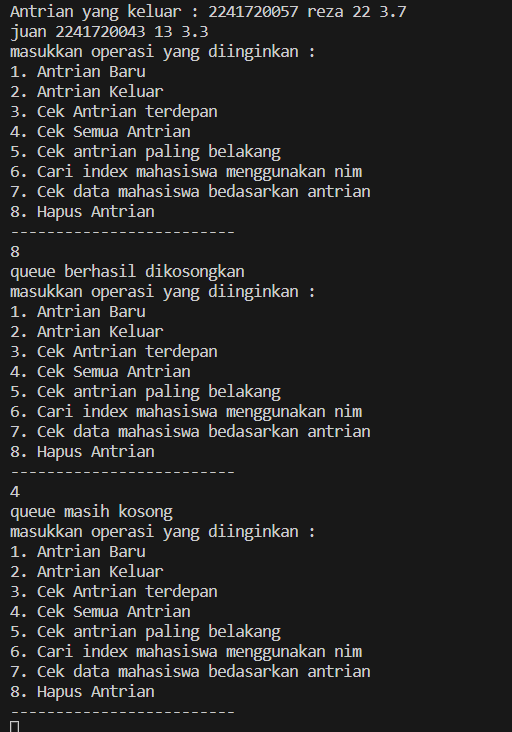 Antrian yang keluar : 2241720057 reza 22 3.7
juan 2241720043 13 3.3
masukkan operasi yang diinginkan :
1. Antrian Baru
2. Antrian Keluar
3. Cek Antrian terdepan
4. Cek Semua Antrian
5. Cek antrian paling belakang
6. Cari index mahasiswa menggunakan nim
7. Cek data mahasiswa bedasarkan antrian
8. Hapus Antrian
-------------------------
8
queue berhasil dikosongkan
masukkan operasi yang diinginkan :
1. Antrian Baru
2. Antrian Keluar
3. Cek Antrian terdepan
4. Cek Semua Antrian
5. Cek antrian paling belakang
6. Cari index mahasiswa menggunakan nim
7. Cek data mahasiswa bedasarkan antrian
8. Hapus Antrian
-------------------------
4
queue masih kosong
masukkan operasi yang diinginkan :
1. Antrian Baru
2. Antrian Keluar
3. Cek Antrian terdepan
4. Cek Semua Antrian
5. Cek antrian paling belakang
6. Cari index mahasiswa menggunakan nim
7. Cek data mahasiswa bedasarkan antrian
8. Hapus Antrian
-------------------------